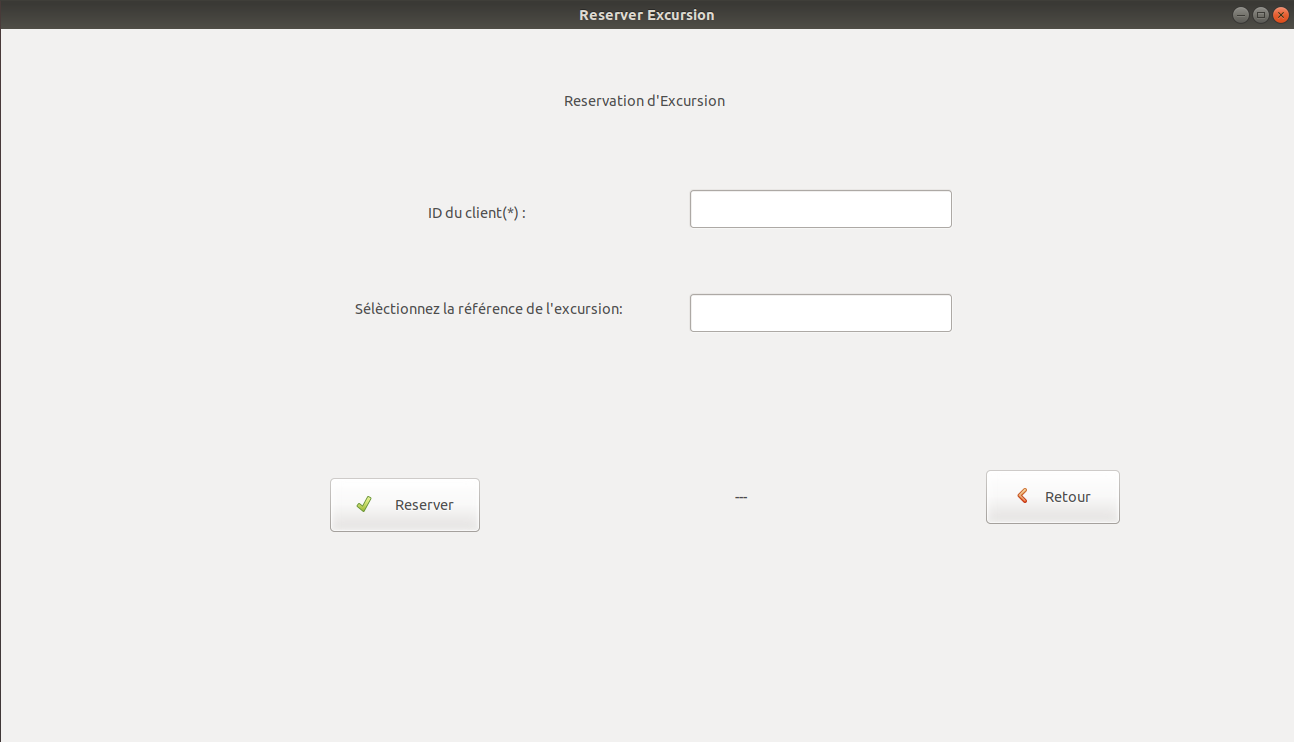 Reserver Excursion
Reservation d'Excursion
ID du client(*) :
Sélèctionnez la référence de l'excursion:
Reserver
---
Retour